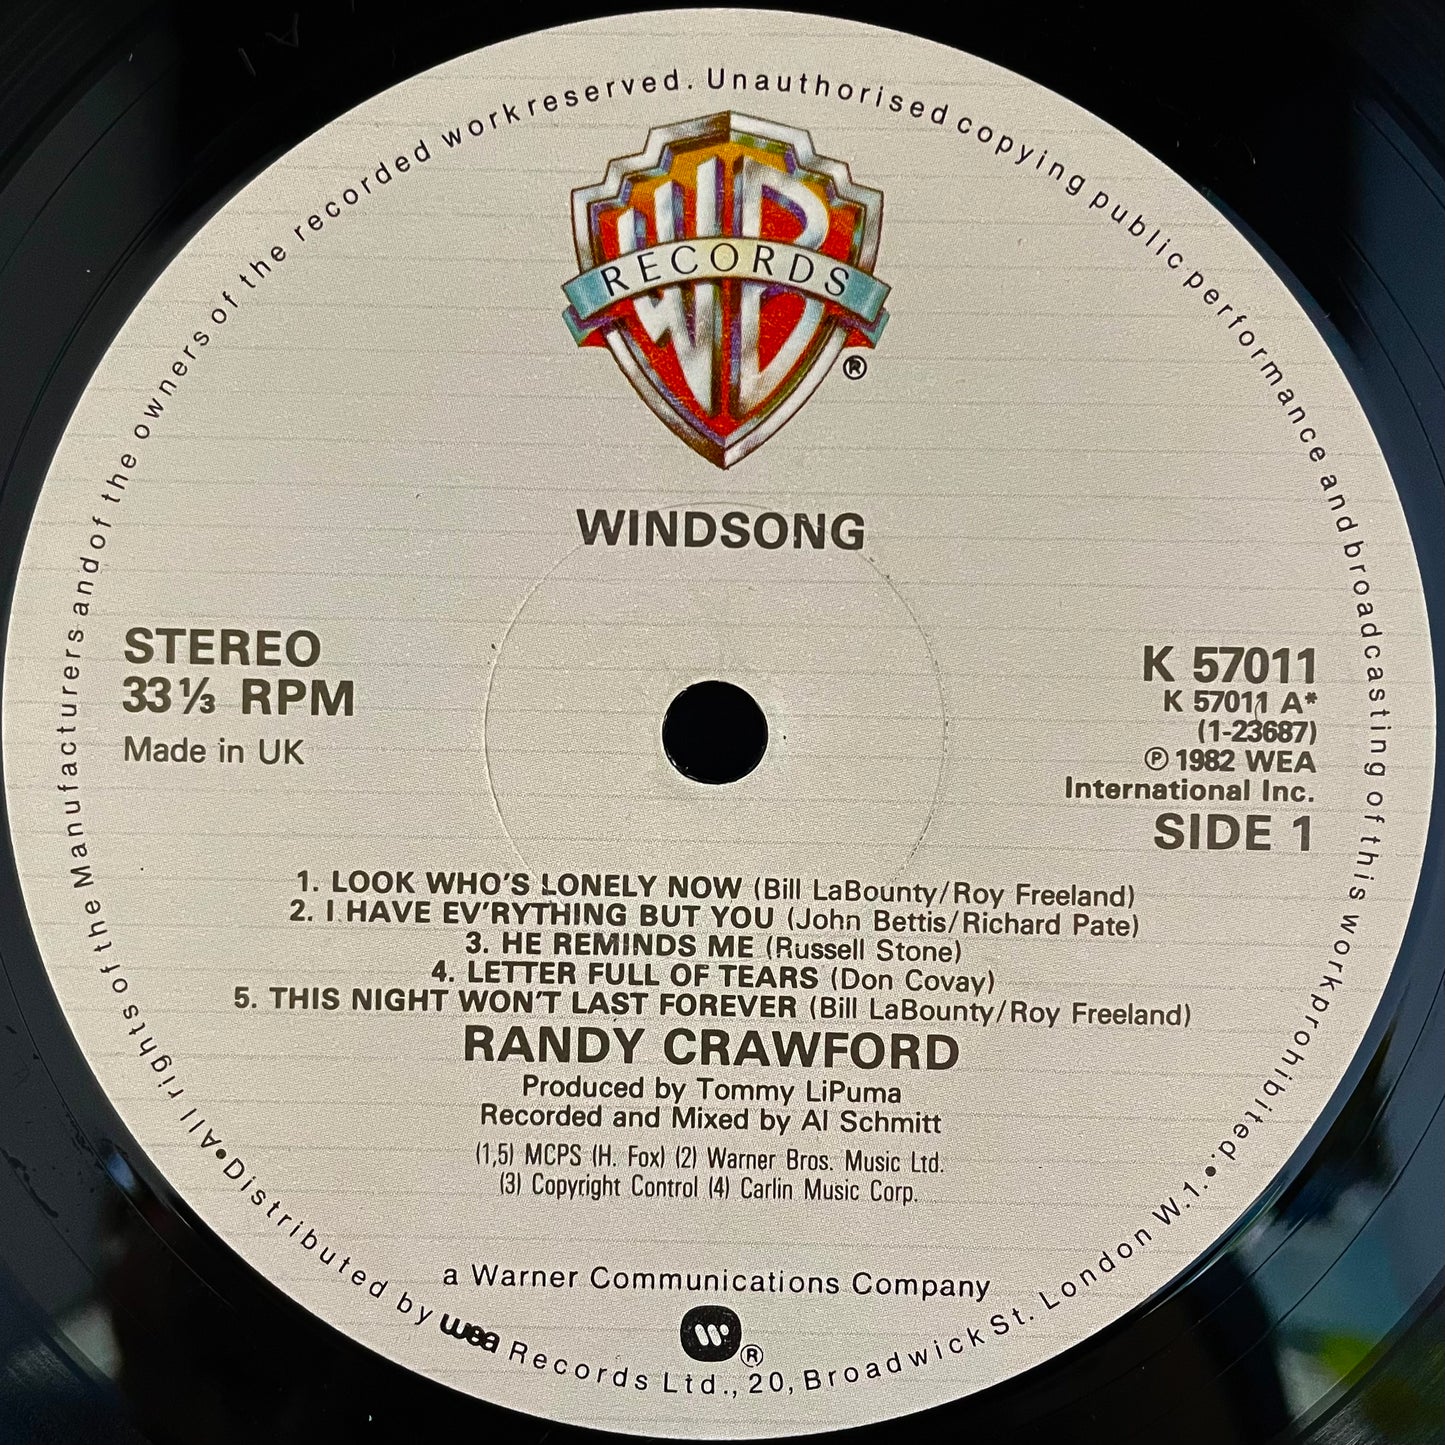 All rights of the Manufacturers and of the owners of the recorded work reserved. Unauthorised copying public performance and broadcasting of this work prohibited.
WB
RECORDS
®
WINDSONG
STEREO
33 1/3 RPM
Made in UK
K 57011
K 57011 A*
(1-23687)
℗ 1982 WEA
International Inc.
SIDE 1
1. LOOK WHO'S LONELY NOW (Bill LaBounty/Roy Freeland)
2. I HAVE EV'RYTHING BUT YOU (John Bettis/Richard Pate)
3. HE REMINDS ME (Russell Stone)
4. LETTER FULL OF TEARS (Don Covay)
5. THIS NIGHT WON'T LAST FOREVER (Bill LaBounty/Roy Freeland)
RANDY CRAWFORD
Produced by Tommy LiPuma
Recorded and Mixed by Al Schmitt
(1,5) MCPS (H. Fox) (2) Warner Bros. Music Ltd.
(3) Copyright Control (4) Carlin Music Corp.
a Warner Communications Company
W ®
•Distributed by wea Records Ltd., 20, Broadwick St. London W.1.•